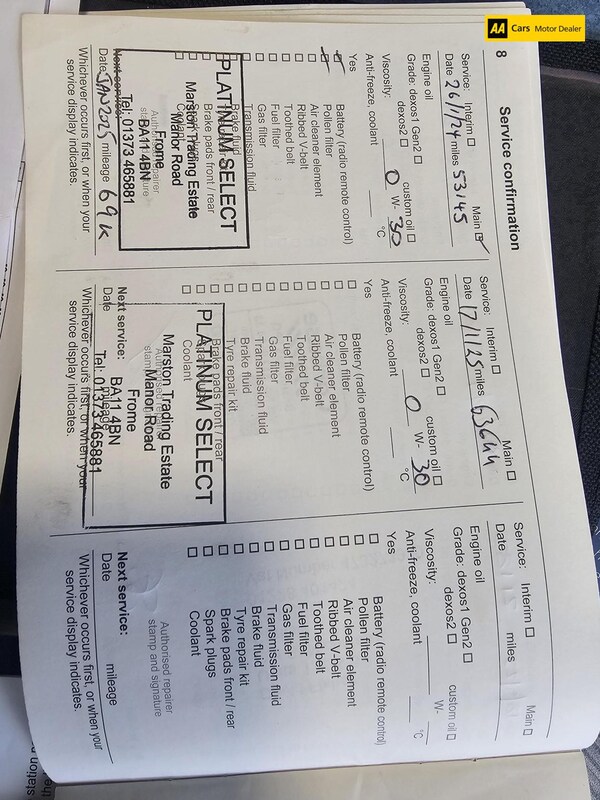 AA Cars Motor Dealer
8
Service confirmation
Service: Interim ☐ Main ☑
Date 26/1/24 miles 53145
Engine oil
Grade: dexos1 Gen2 ☐
dexos2 ☐ custom oil ☐
Viscosity: 0 W- 30
Anti-freeze, coolant °C
Yes
Battery (radio remote control)
Pollen filter
☐ Air cleaner element
☐ Ribbed V-belt
☐ Toothed belt
☐ Fuel filter
☐ Gas filter
Transmission fluid
Brake fluid
Brake pads front / rear
PLATINUM SELECT
Marston Trading Estate
Manor Road
Frome
BA11 4BN
Tel: 01373 465881
Next service:
Date JAN 2025 mileage 69K
Whichever occurs first, or when your
service display indicates.
Service: Interim ☐ Main ☐
Date 17/1/25 miles
Engine oil
Grade: dexos1 Gen2 ☐
dexos2 ☐ custom oil ☐
Viscosity: 0 W- 30
Anti-freeze, coolant °C
Yes
☐ Battery (radio remote control)
☐ Pollen filter
☐ Air cleaner element
☐ Ribbed V-belt
☐ Toothed belt
☐ Fuel filter
☐ Gas filter
☐ Transmission fluid
☐ Brake fluid
☐ Tyre repair kit
☐ Brake pads front / rear
☐ Coolant
PLATINUM SELECT
Marston Trading Estate
Manor Road
Frome
BA11 4BN
Tel: 01373 465881
Next service:
Date mileage
Whichever occurs first, or when your
service display indicates.
Service: Interim ☐ Main ☐
Date miles
Engine oil
Grade: dexos1 Gen2 ☐
dexos2 ☐ custom oil ☐
Viscosity: W-
Anti-freeze, coolant °C
Yes
☐ Battery (radio remote control)
☐ Pollen filter
☐ Air cleaner element
☐ Ribbed V-belt
☐ Toothed belt
☐ Fuel filter
☐ Gas filter
☐ Transmission fluid
☐ Brake fluid
☐ Tyre repair kit
☐ Brake pads front / rear
☐ Spark plugs
☐ Coolant
Authorised repairer
stamp and signature
Next service:
Date mileage
Whichever occurs first, or when your
service display indicates.